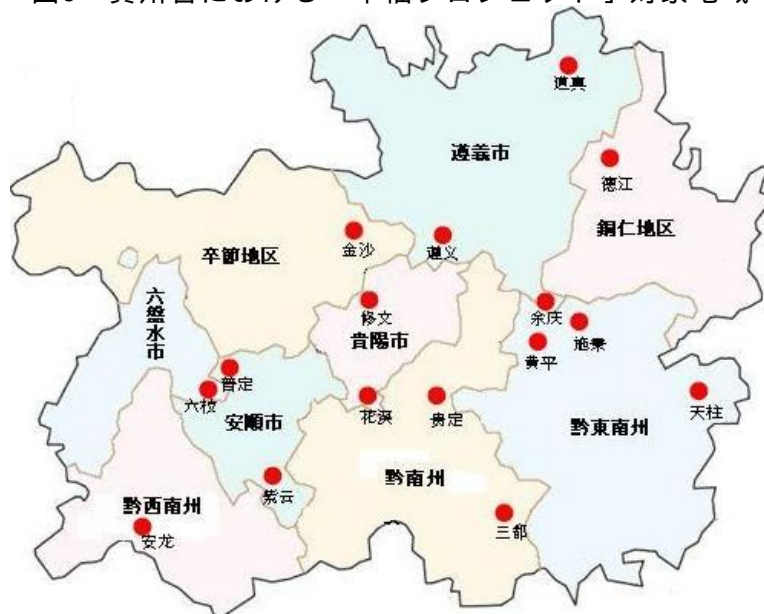 道真
遵義市
德江
銅仁地区
金沙
遵义
卒節地区
六盤水市
修文
余庆
貴陽市
施秉
黄平
普定
六枝
安順市
花溪
贵定
天柱
黔東南州
黔南州
紫云
黔西南州
三都
安龙